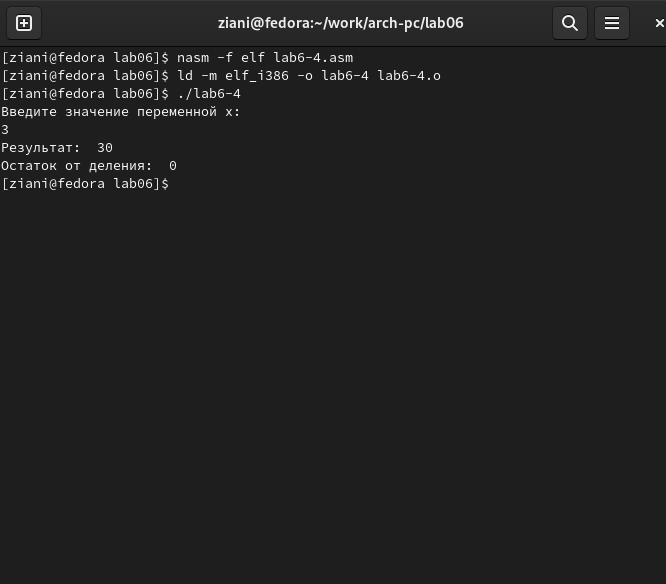 ziani@fedora:~/work/arch-pc/lab06
[ziani@fedora lab06]$ nasm -f elf lab6-4.asm
[ziani@fedora lab06]$ ld -m elf_i386 -o lab6-4 lab6-4.o
[ziani@fedora lab06]$ ./lab6-4
Введите значение переменной x:
3
Результат:  30
Остаток от деления:  0
[ziani@fedora lab06]$